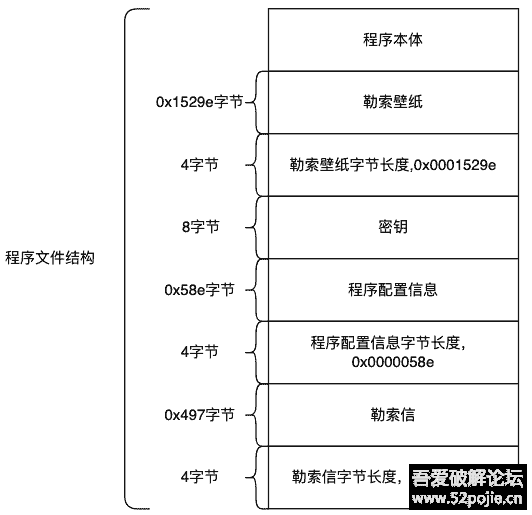 程序本体
0x1529e字节
勒索壁纸
4字节
勒索壁纸字节长度,0x0001529e
8字节
密钥
程序文件结构
0x58e字节
程序配置信息
4字节
程序配置信息字节长度，
0x0000058e
0x497字节
勒索信
4字节
勒索信字节长度，
吾爱破解论坛
www.52pojie.cn